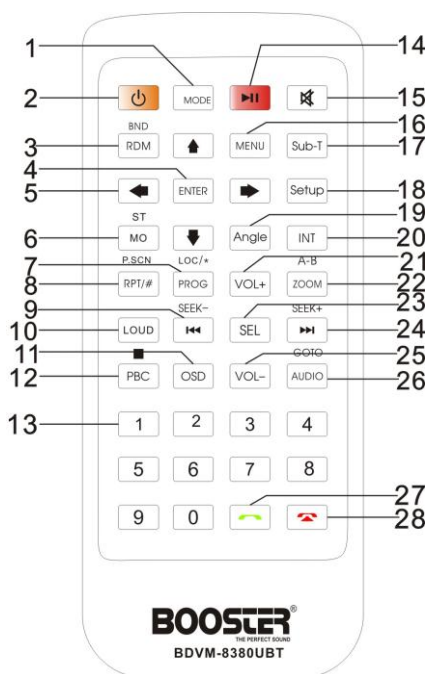 1
14
2
MODE
15
BND
16
3
RDM
MENU
Sub-T
17
4
5
ENTER
Setup
18
ST
19
6
MO
Angle
INT
20
P.SCN
LOC/*
A-B
21
7
8
RPT/#
PROG
VOL+
ZOOM
22
SEEK-
SEEK+
23
9
10
LOUD
SEL
24
11
GOTO
25
12
PBC
OSD
VOL-
AUDIO
26
13
1 2 3 4
5 6 7 8
9 0
27
28
BOOSTER®
THE PERFECT SOUND
BDVM-8380UBT